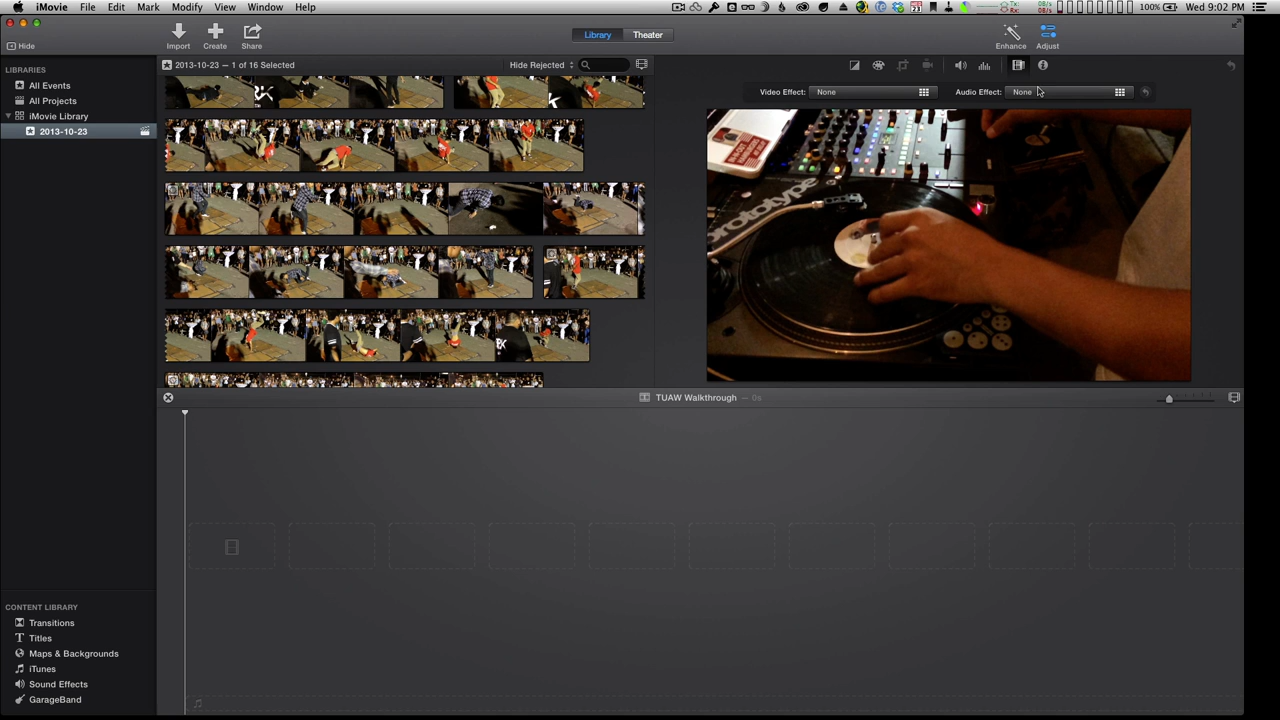 iMovie File Edit Mark Modify View Window Help
100% Wed 9:02 PM
Hide Import Create Share Library Theater Enhance Adjust
LIBRARIES
2013-10-23 — 1 of 16 Selected Hide Rejected
All Events
All Projects
iMovie Library
2013-10-23
Video Effect: None Audio Effect: None
prototype
TUAW Walkthrough — 0s
CONTENT LIBRARY
Transitions
Titles
Maps & Backgrounds
iTunes
Sound Effects
GarageBand